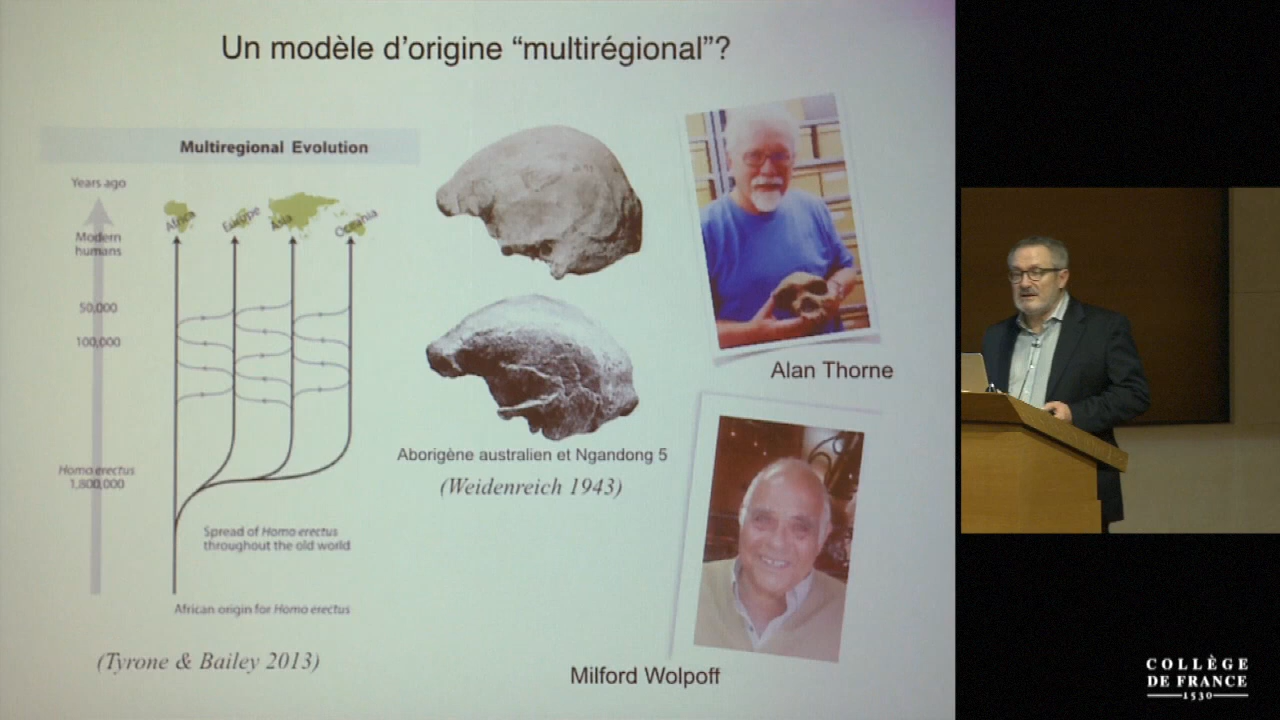 Un modèle d’origine “multirégional”?
Multiregional Evolution
Years ago
Africa
Europe
Asia
Oceania
Modern
humans
50,000
100,000
Homo erectus
1,800,000
Spread of Homo erectus
throughout the old world
African origin for Homo erectus
(Tyrone & Bailey 2013)
Aborigène australien et Ngandong 5
(Weidenreich 1943)
Alan Thorne
Milford Wolpoff
COLLÈGE
DE FRANCE
1530